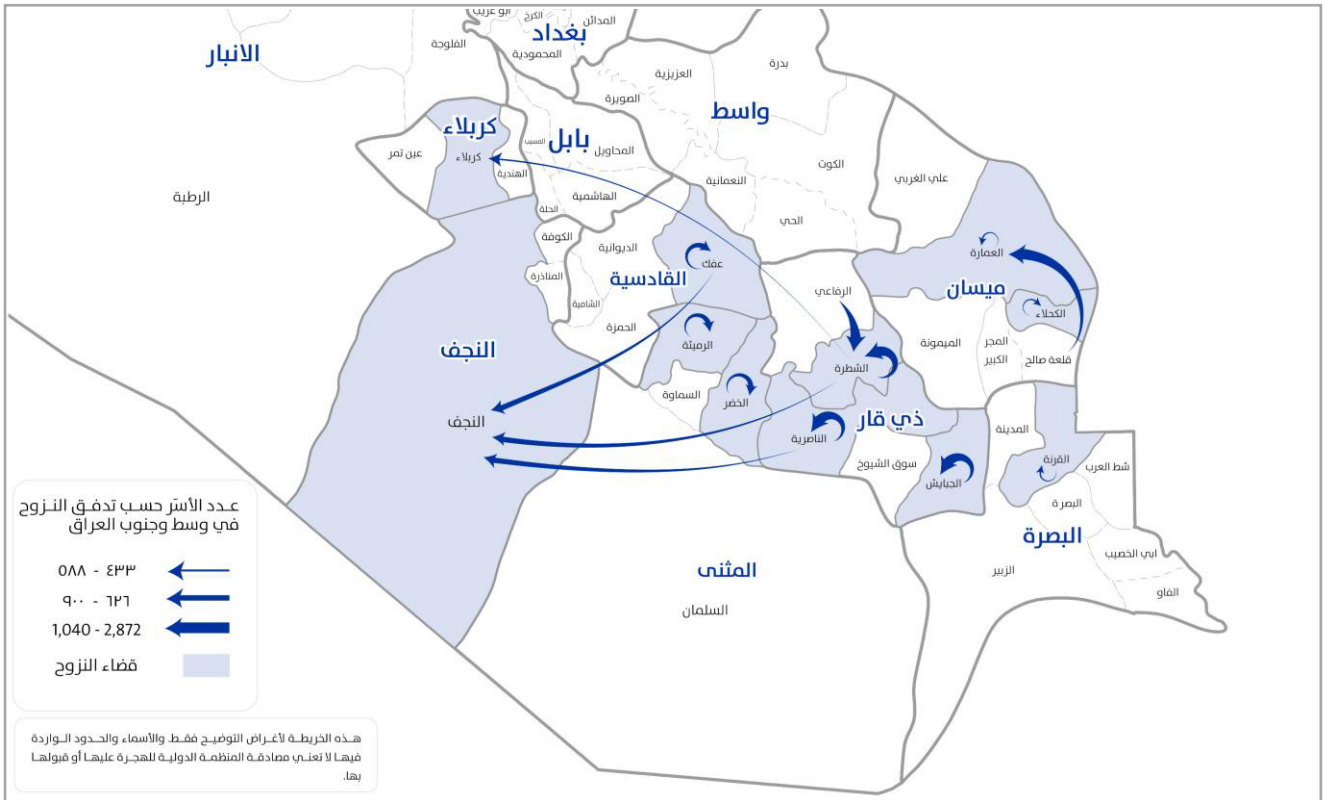 ابو غريب
الكرخ
المدائن
بغداد
المحمودية
الانبار
الفلوجة
العزيزية
بدرة
الصويرة
واسط
كربلاء
بابل
المسيب
المحاويل
عين تمر
كربلاء
الهندية
الكوت
النعمانية
علي الغربي
الرطبة
الهاشمية
الحلة
الحي
الكوفة
الديوانية
عفك
العمارة
المناذرة
القادسية
الشامية
الرفاعي
ميسان
الكحلاء
الحمزة
الرميثة
الميمونة
المجر
الكبير
قلعة صالح
النجف
الشطرة
السماوة
الخضر
ذي قار
النجف
الناصرية
المدينة
سوق الشيوخ
الجبايش
القرنة
شط العرب
البصرة
البصرة
ابي الخصيب
المثنى
الزبير
الفاو
السلمان
عـدد الأسَر حسـب تدفـق النـزوح
في وسط وجنوب العراق
٤٣٣ - ٥٨٨
٦٢٦ - ٩٠٠
1,040 - 2,872
قضاء النزوح
هـذه الخريطـة لأغـراض التوضيـح فقـط. والأسماء والحـدود الـواردة
فيهـا لا تعنـي مصادقـة المنظمـة الدوليـة للهجـرة عليهـا أو قبولهـا
بها.